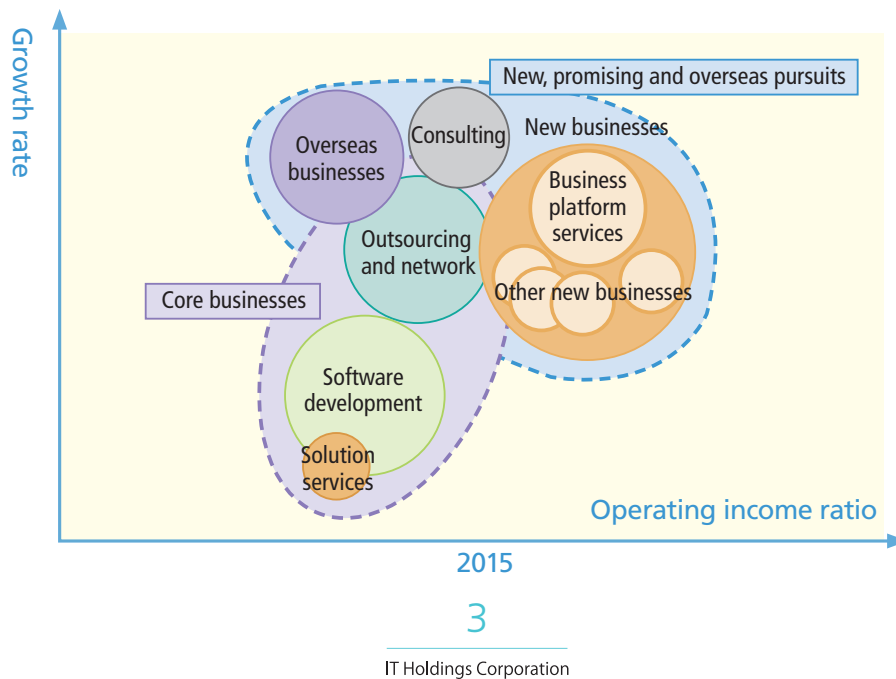 Growth rate
New, promising and overseas pursuits
New businesses
Consulting
Overseas
businesses
Business
platform
services
Outsourcing
and network
Other new businesses
Core businesses
Software
development
Solution
services
Operating income ratio
2015
3
IT Holdings Corporation